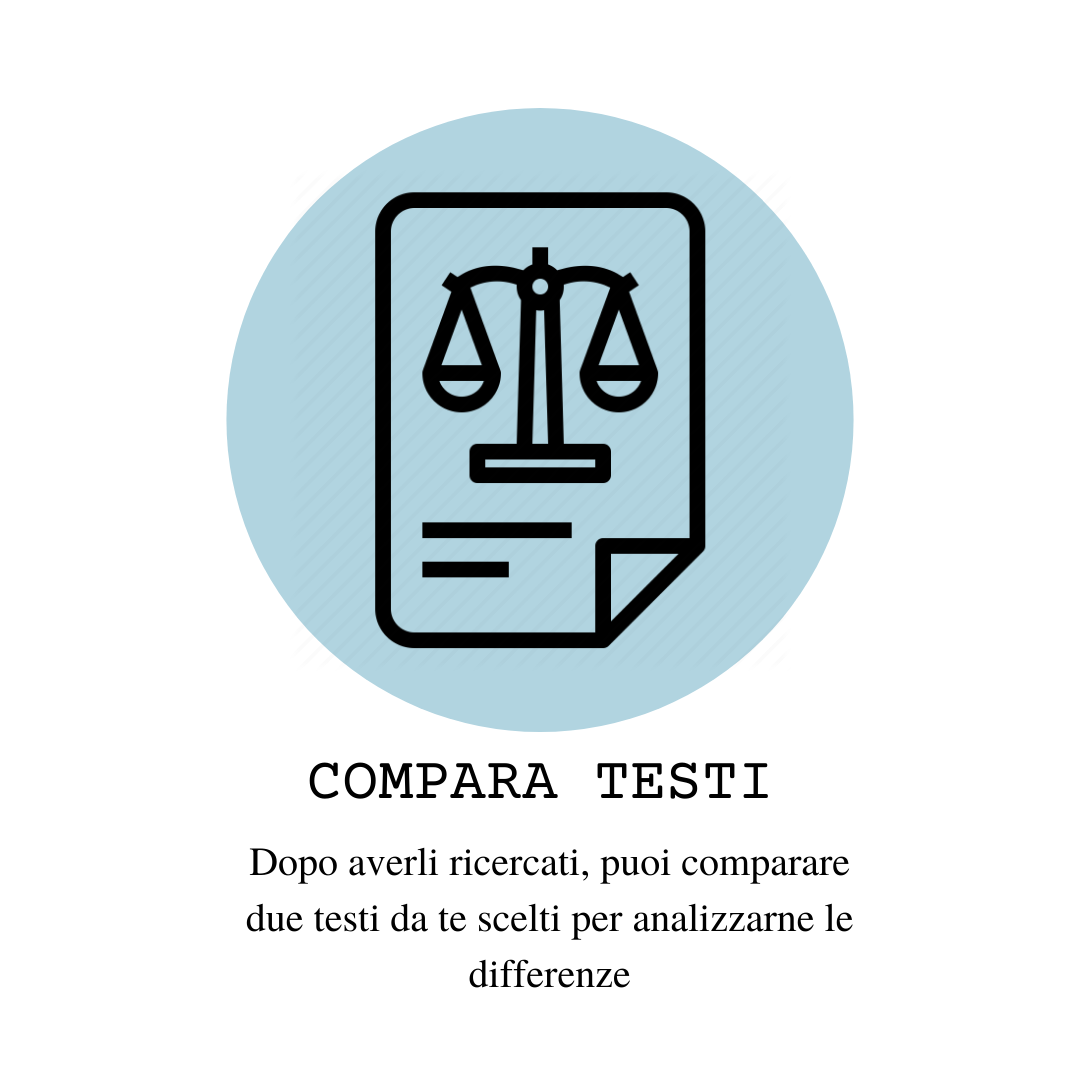 COMPARA TESTI
Dopo averli ricercati, puoi comparare
due testi da te scelti per analizzarne le
differenze